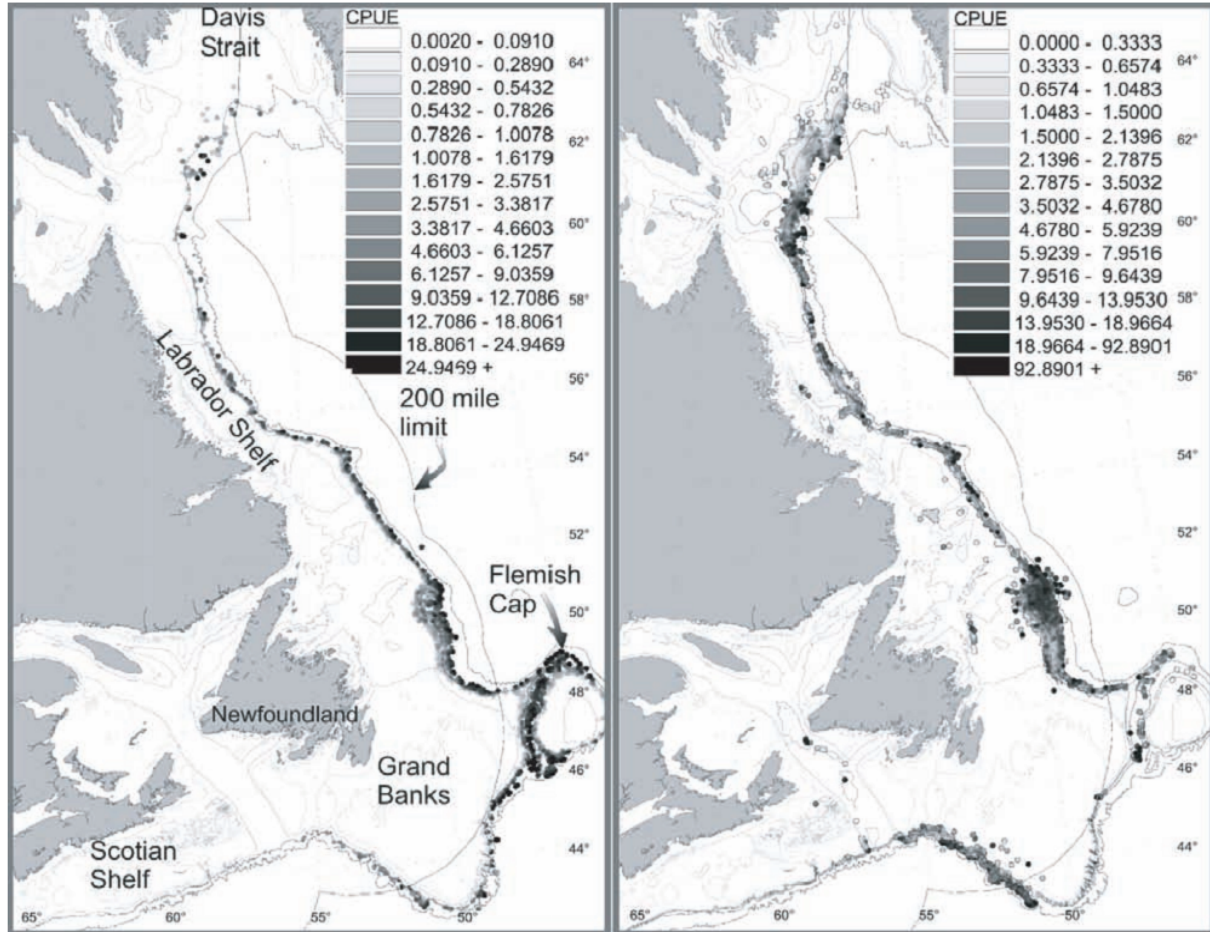 Davis
Strait
CPUE
0.0020 - 0.0910
0.0910 - 0.2890
0.2890 - 0.5432
0.5432 - 0.7826
0.7826 - 1.0078
1.0078 - 1.6179
1.6179 - 2.5751
2.5751 - 3.3817
3.3817 - 4.6603
4.6603 - 6.1257
6.1257 - 9.0359
9.0359 - 12.7086
12.7086 - 18.8061
18.8061 - 24.9469
24.9469 +
64°
62°
60°
58°
56°
54°
52°
50°
48°
46°
44°
Labrador Shelf
200 mile
limit
Flemish
Cap
Newfoundland
Grand
Banks
Scotian
Shelf
65°
60°
55°
50°
CPUE
0.0000 - 0.3333
0.3333 - 0.6574
0.6574 - 1.0483
1.0483 - 1.5000
1.5000 - 2.1396
2.1396 - 2.7875
2.7875 - 3.5032
3.5032 - 4.6780
4.6780 - 5.9239
5.9239 - 7.9516
7.9516 - 9.6439
9.6439 - 13.9530
13.9530 - 18.9664
18.9664 - 92.8901
92.8901 +
64°
62°
60°
58°
56°
54°
52°
50°
48°
46°
44°
65°
60°
55°
50°